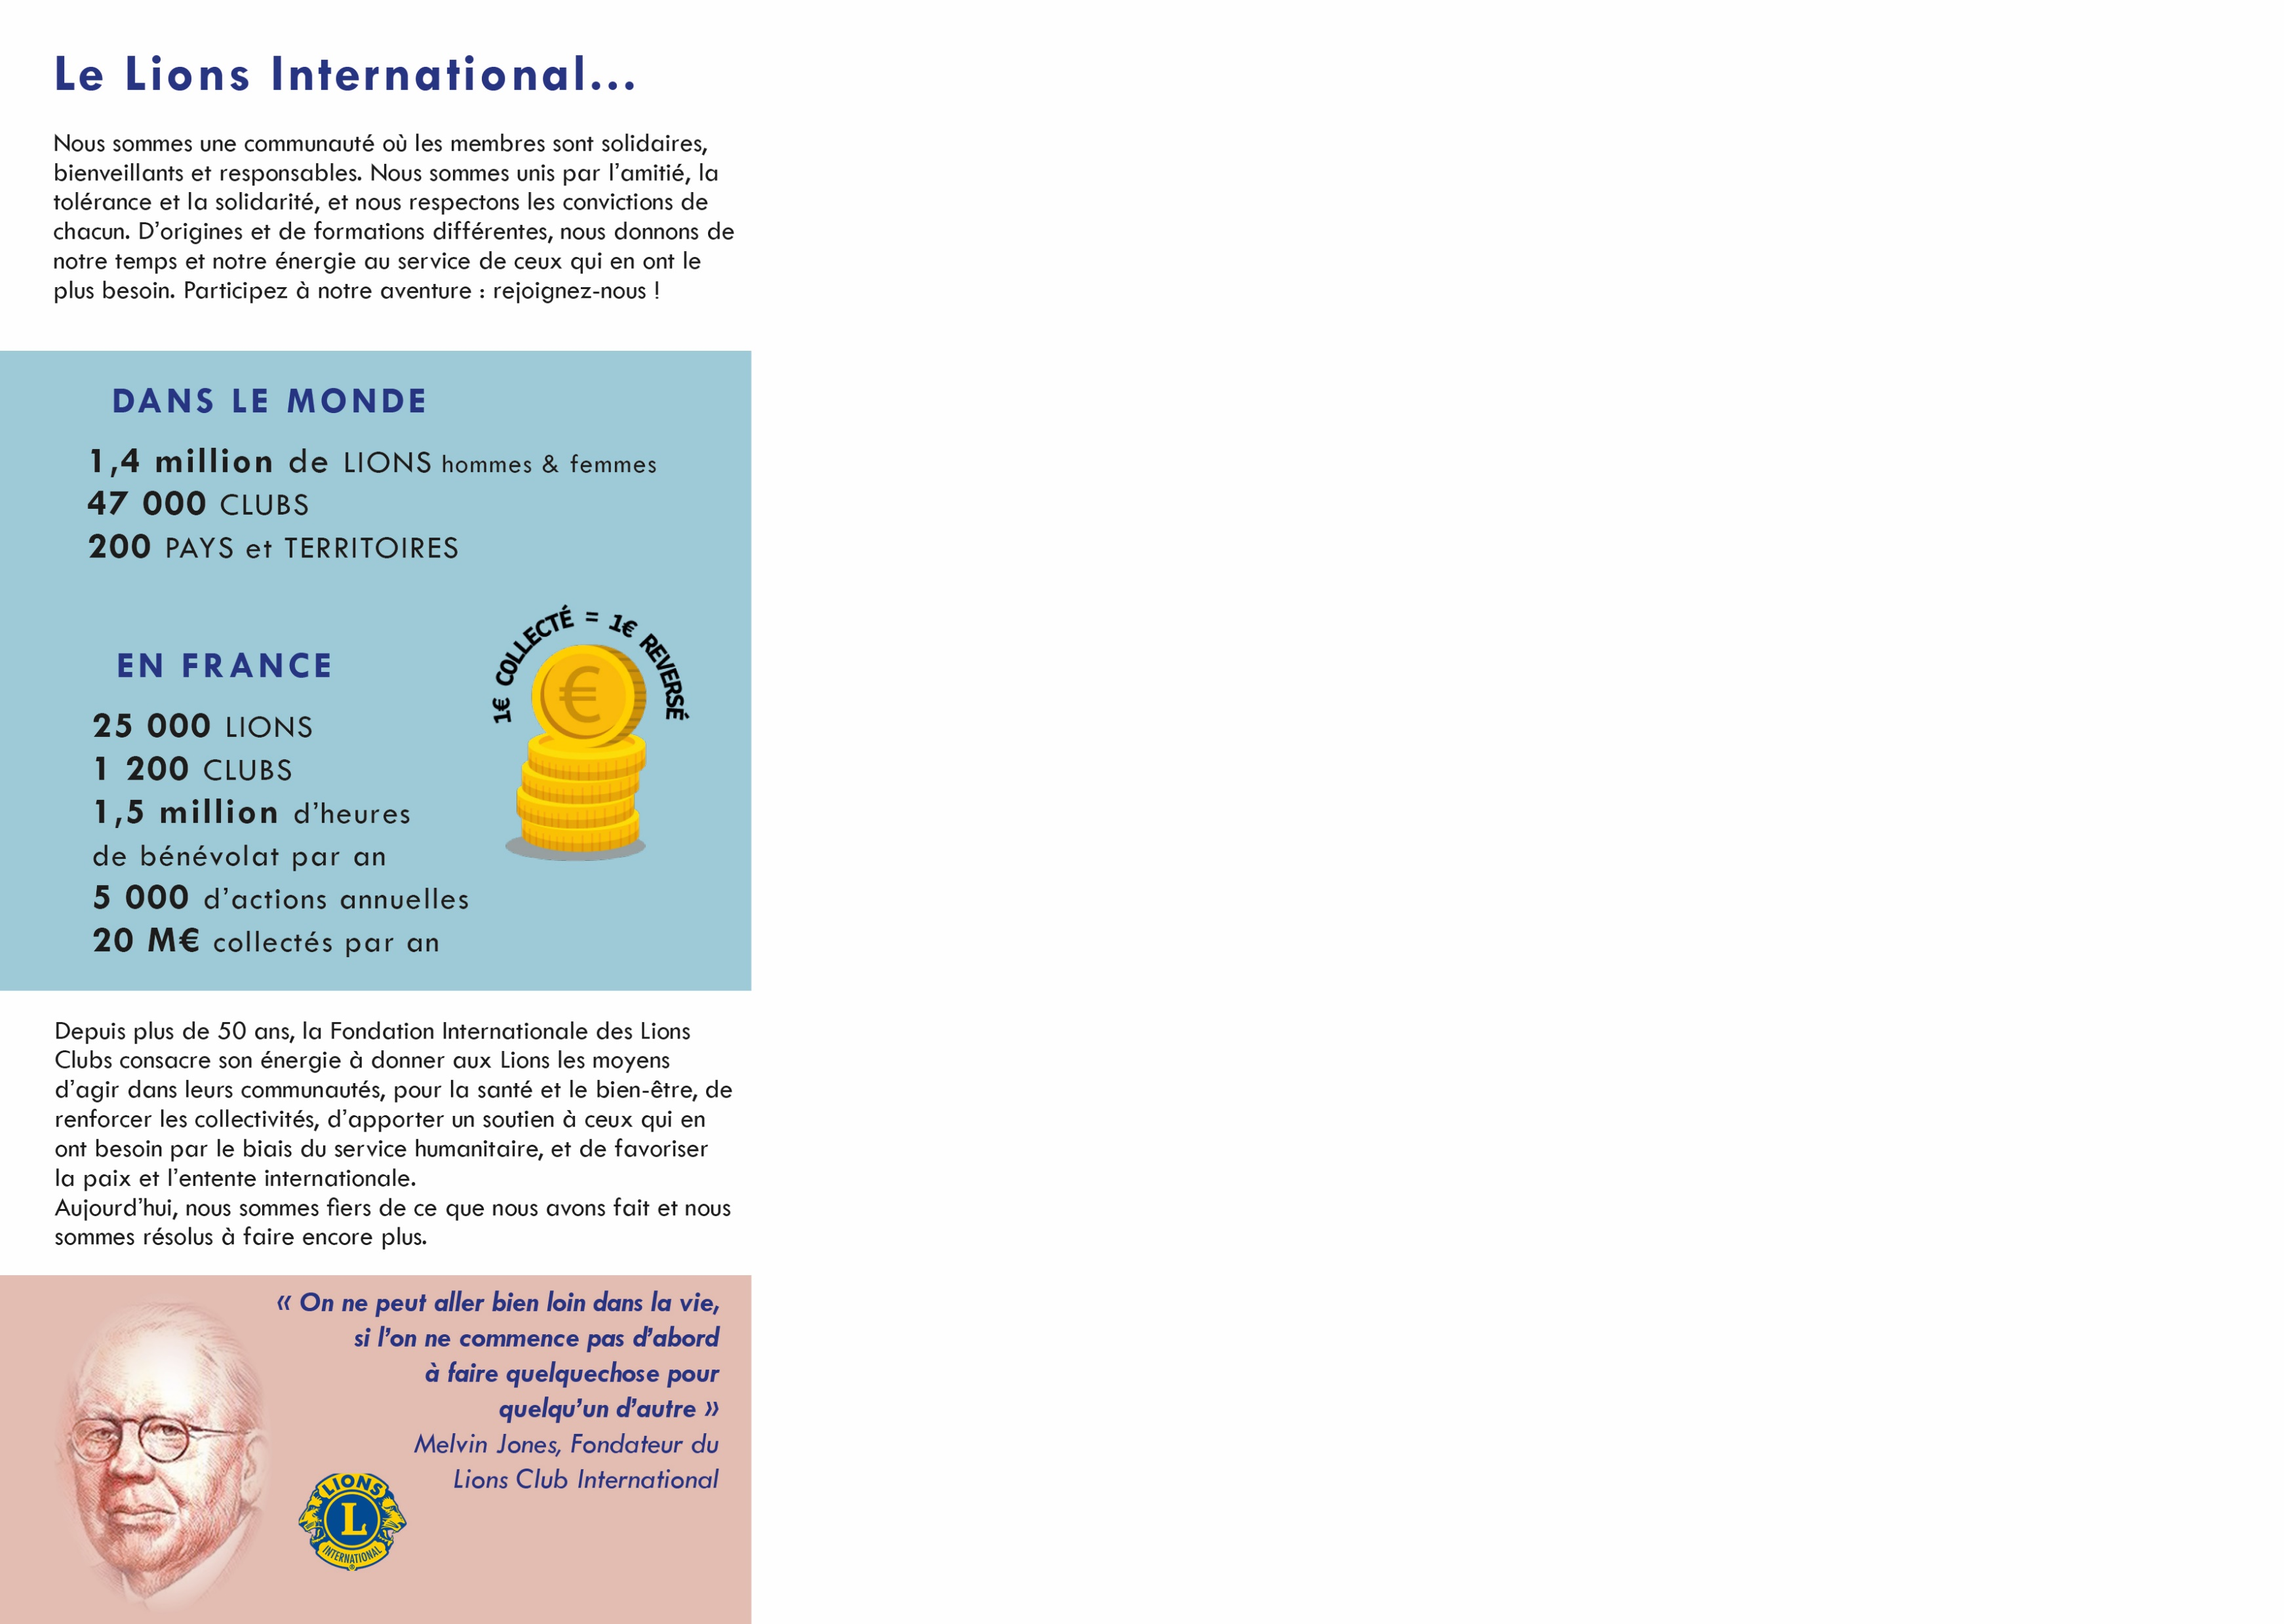 Le Lions International...
Nous sommes une communauté où les membres sont solidaires,
bienveillants et responsables. Nous sommes unis par l'amitié, la
tolérance et la solidarité, et nous respectons les convictions de
chacun. D'origines et de formations différentes, nous donnons de
notre temps et notre énergie au service de ceux qui en ont le
plus besoin. Participez à notre aventure : rejoignez-nous !
DANS LE MONDE
1,4 million de LIONS hommes & femmes
47 000 CLUBS
200 PAYS et TERRITOIRES
1€ COLLECTÉ = 1€ REVERSÉ
€
EN FRANCE
25 000 LIONS
1 200 CLUBS
1,5 million d'heures
de bénévolat par an
5 000 d'actions annuelles
20 M€ collectés par an
Depuis plus de 50 ans, la Fondation Internationale des Lions
Clubs consacre son énergie à donner aux Lions les moyens
d'agir dans leurs communautés, pour la santé et le bien-être, de
renforcer les collectivités, d'apporter un soutien à ceux qui en
ont besoin par le biais du service humanitaire, et de favoriser
la paix et l'entente internationale.
Aujourd'hui, nous sommes fiers de ce que nous avons fait et nous
sommes résolus à faire encore plus.
« On ne peut aller bien loin dans la vie,
si l'on ne commence pas d'abord
à faire quelquechose pour
quelqu'un d'autre »
Melvin Jones, Fondateur du
Lions Club International
LIONS
L
INTERNATIONAL